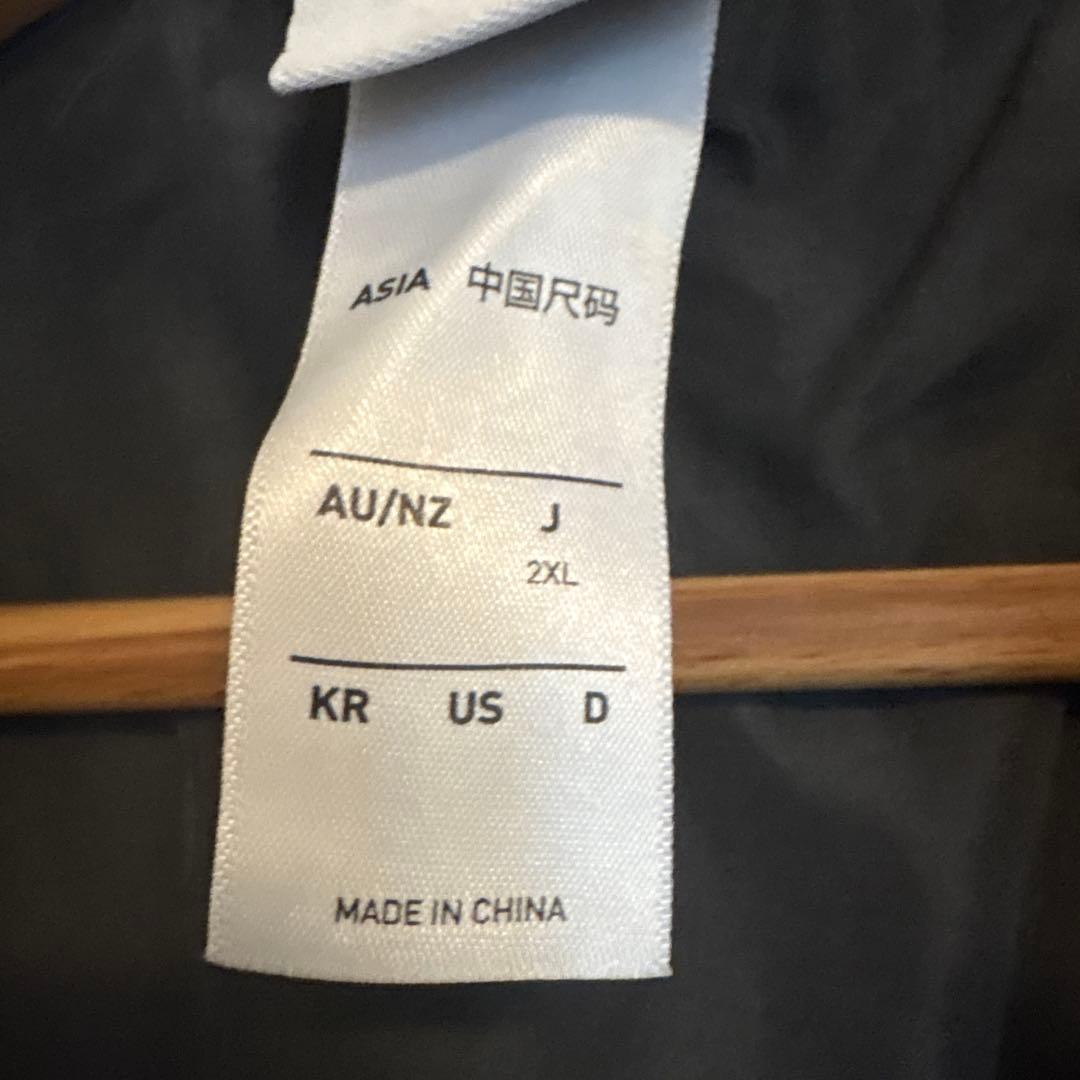 ASIA 中国尺码
AU/NZ J
2XL
KR US D
MADE IN CHINA